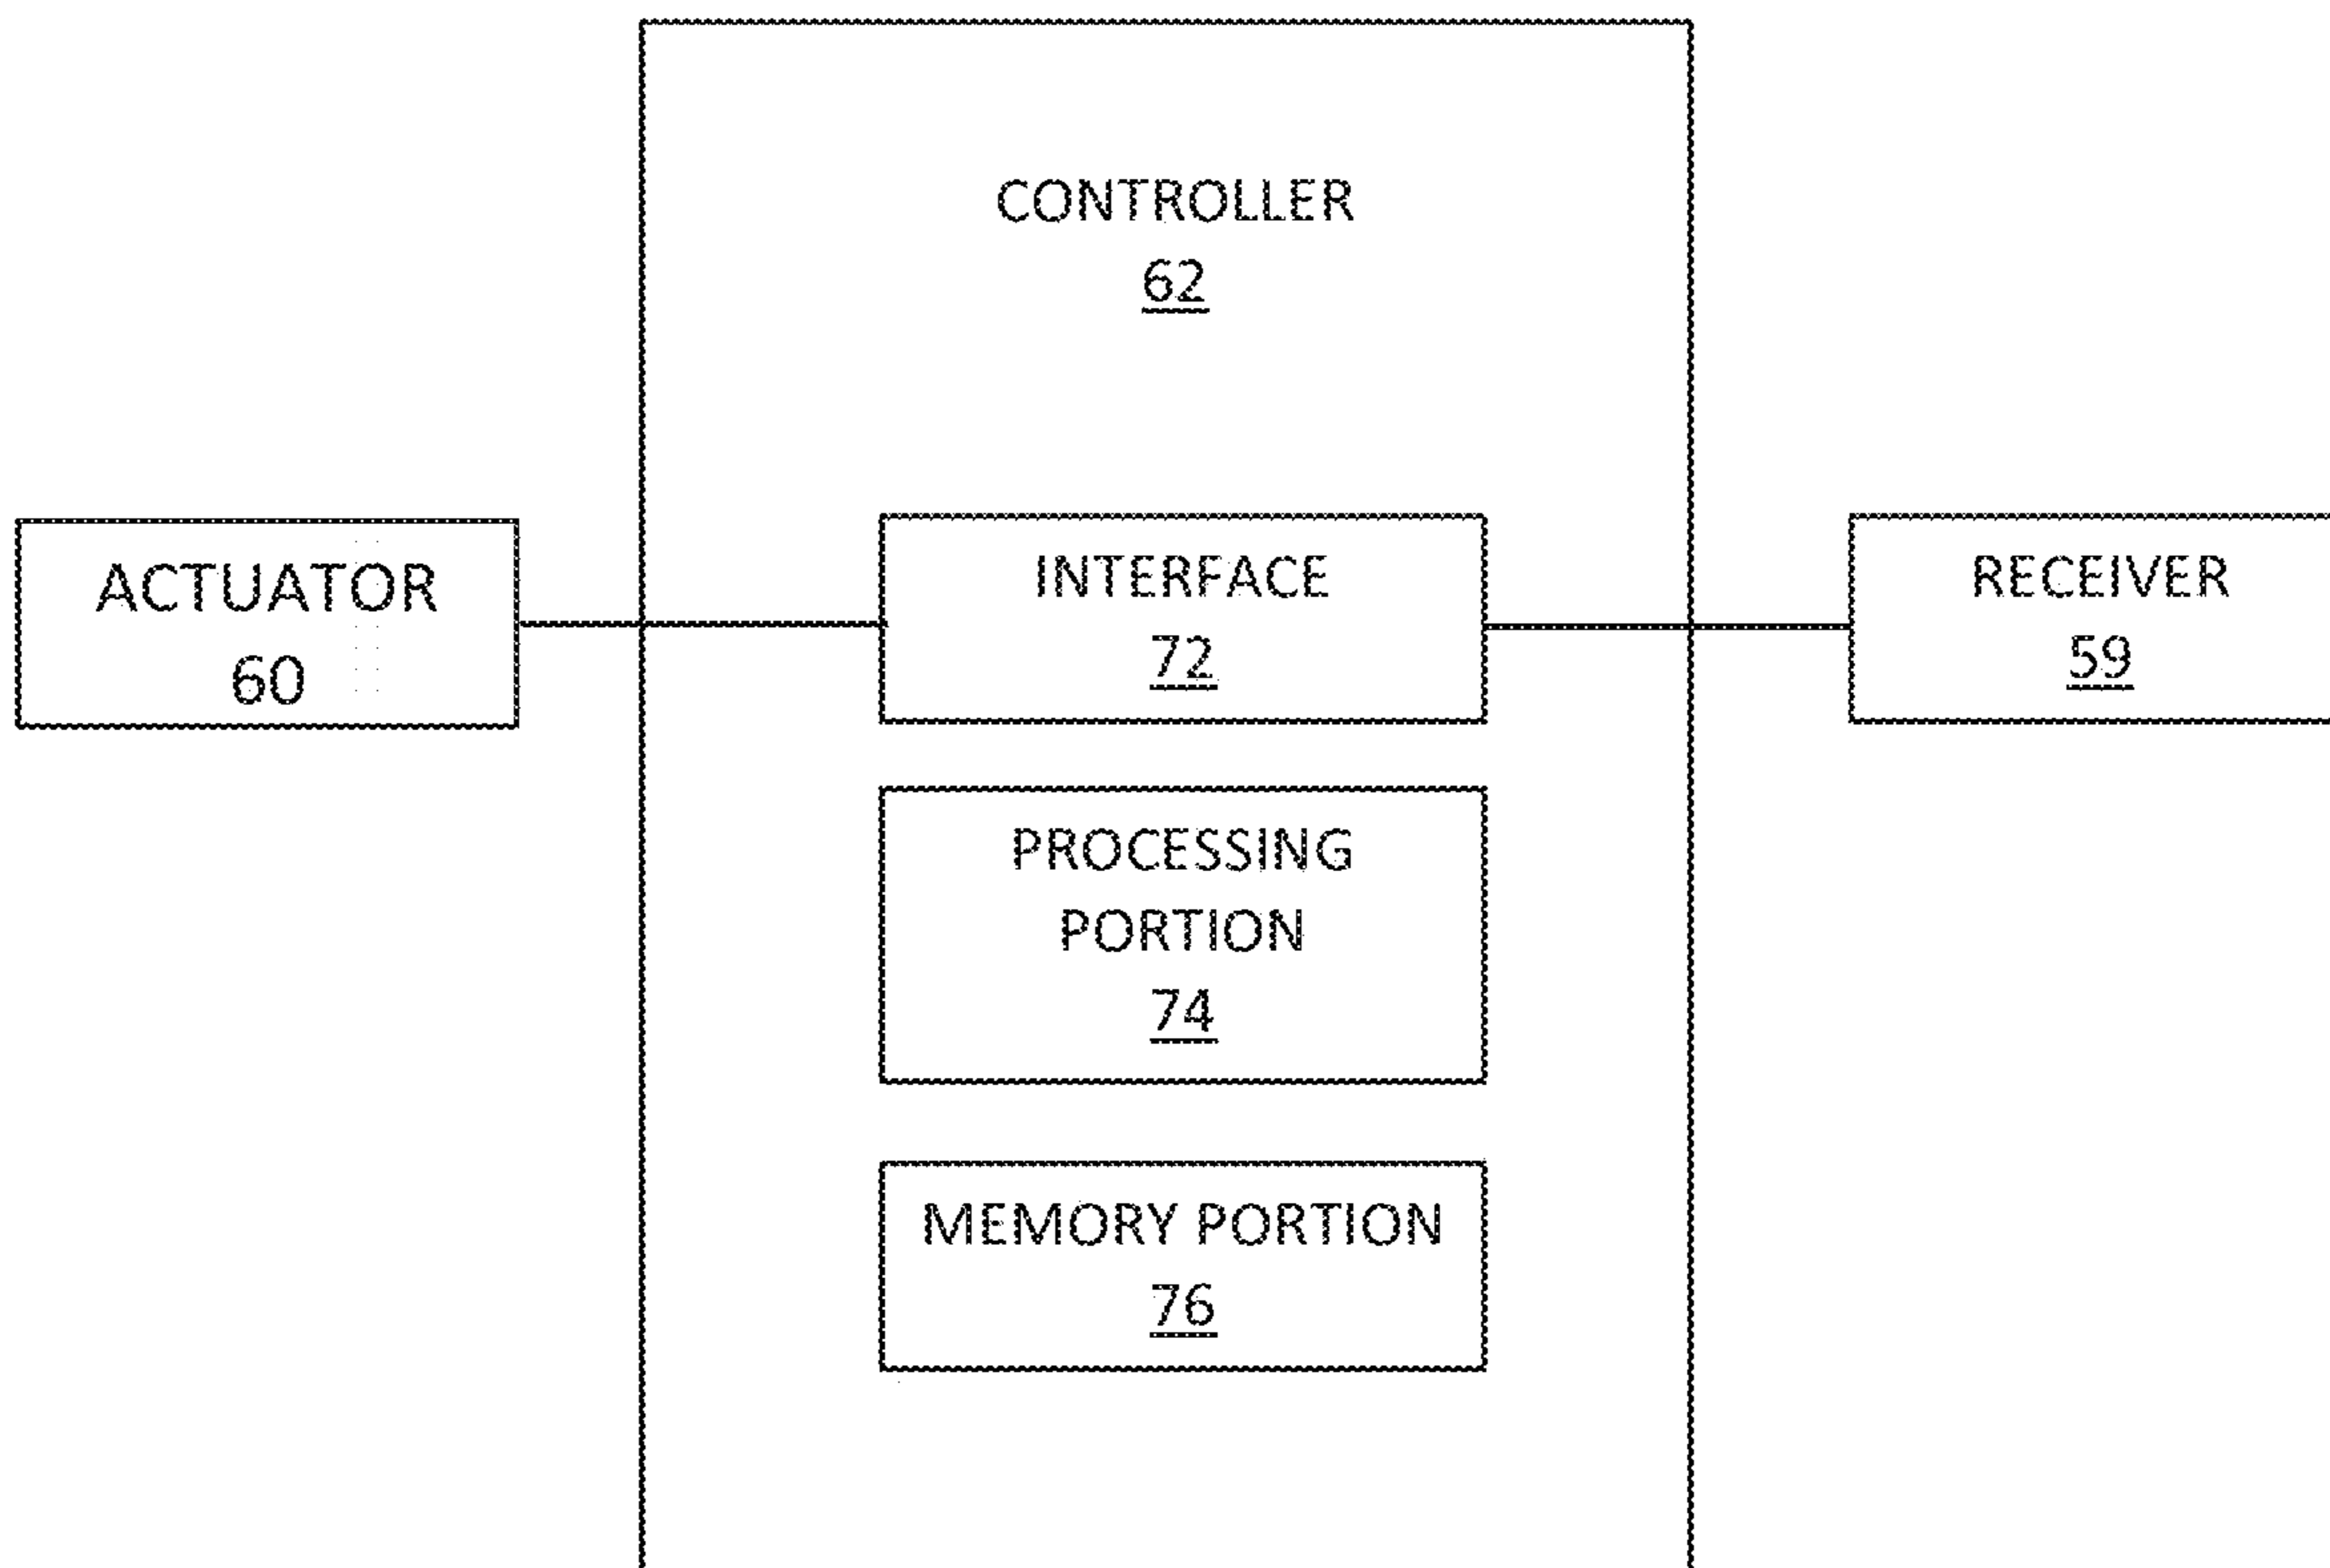 CONTROLLER
62
ACTUATOR
60
INTERFACE
72
RECEIVER
59
PROCESSING
PORTION
74
MEMORY PORTION
76